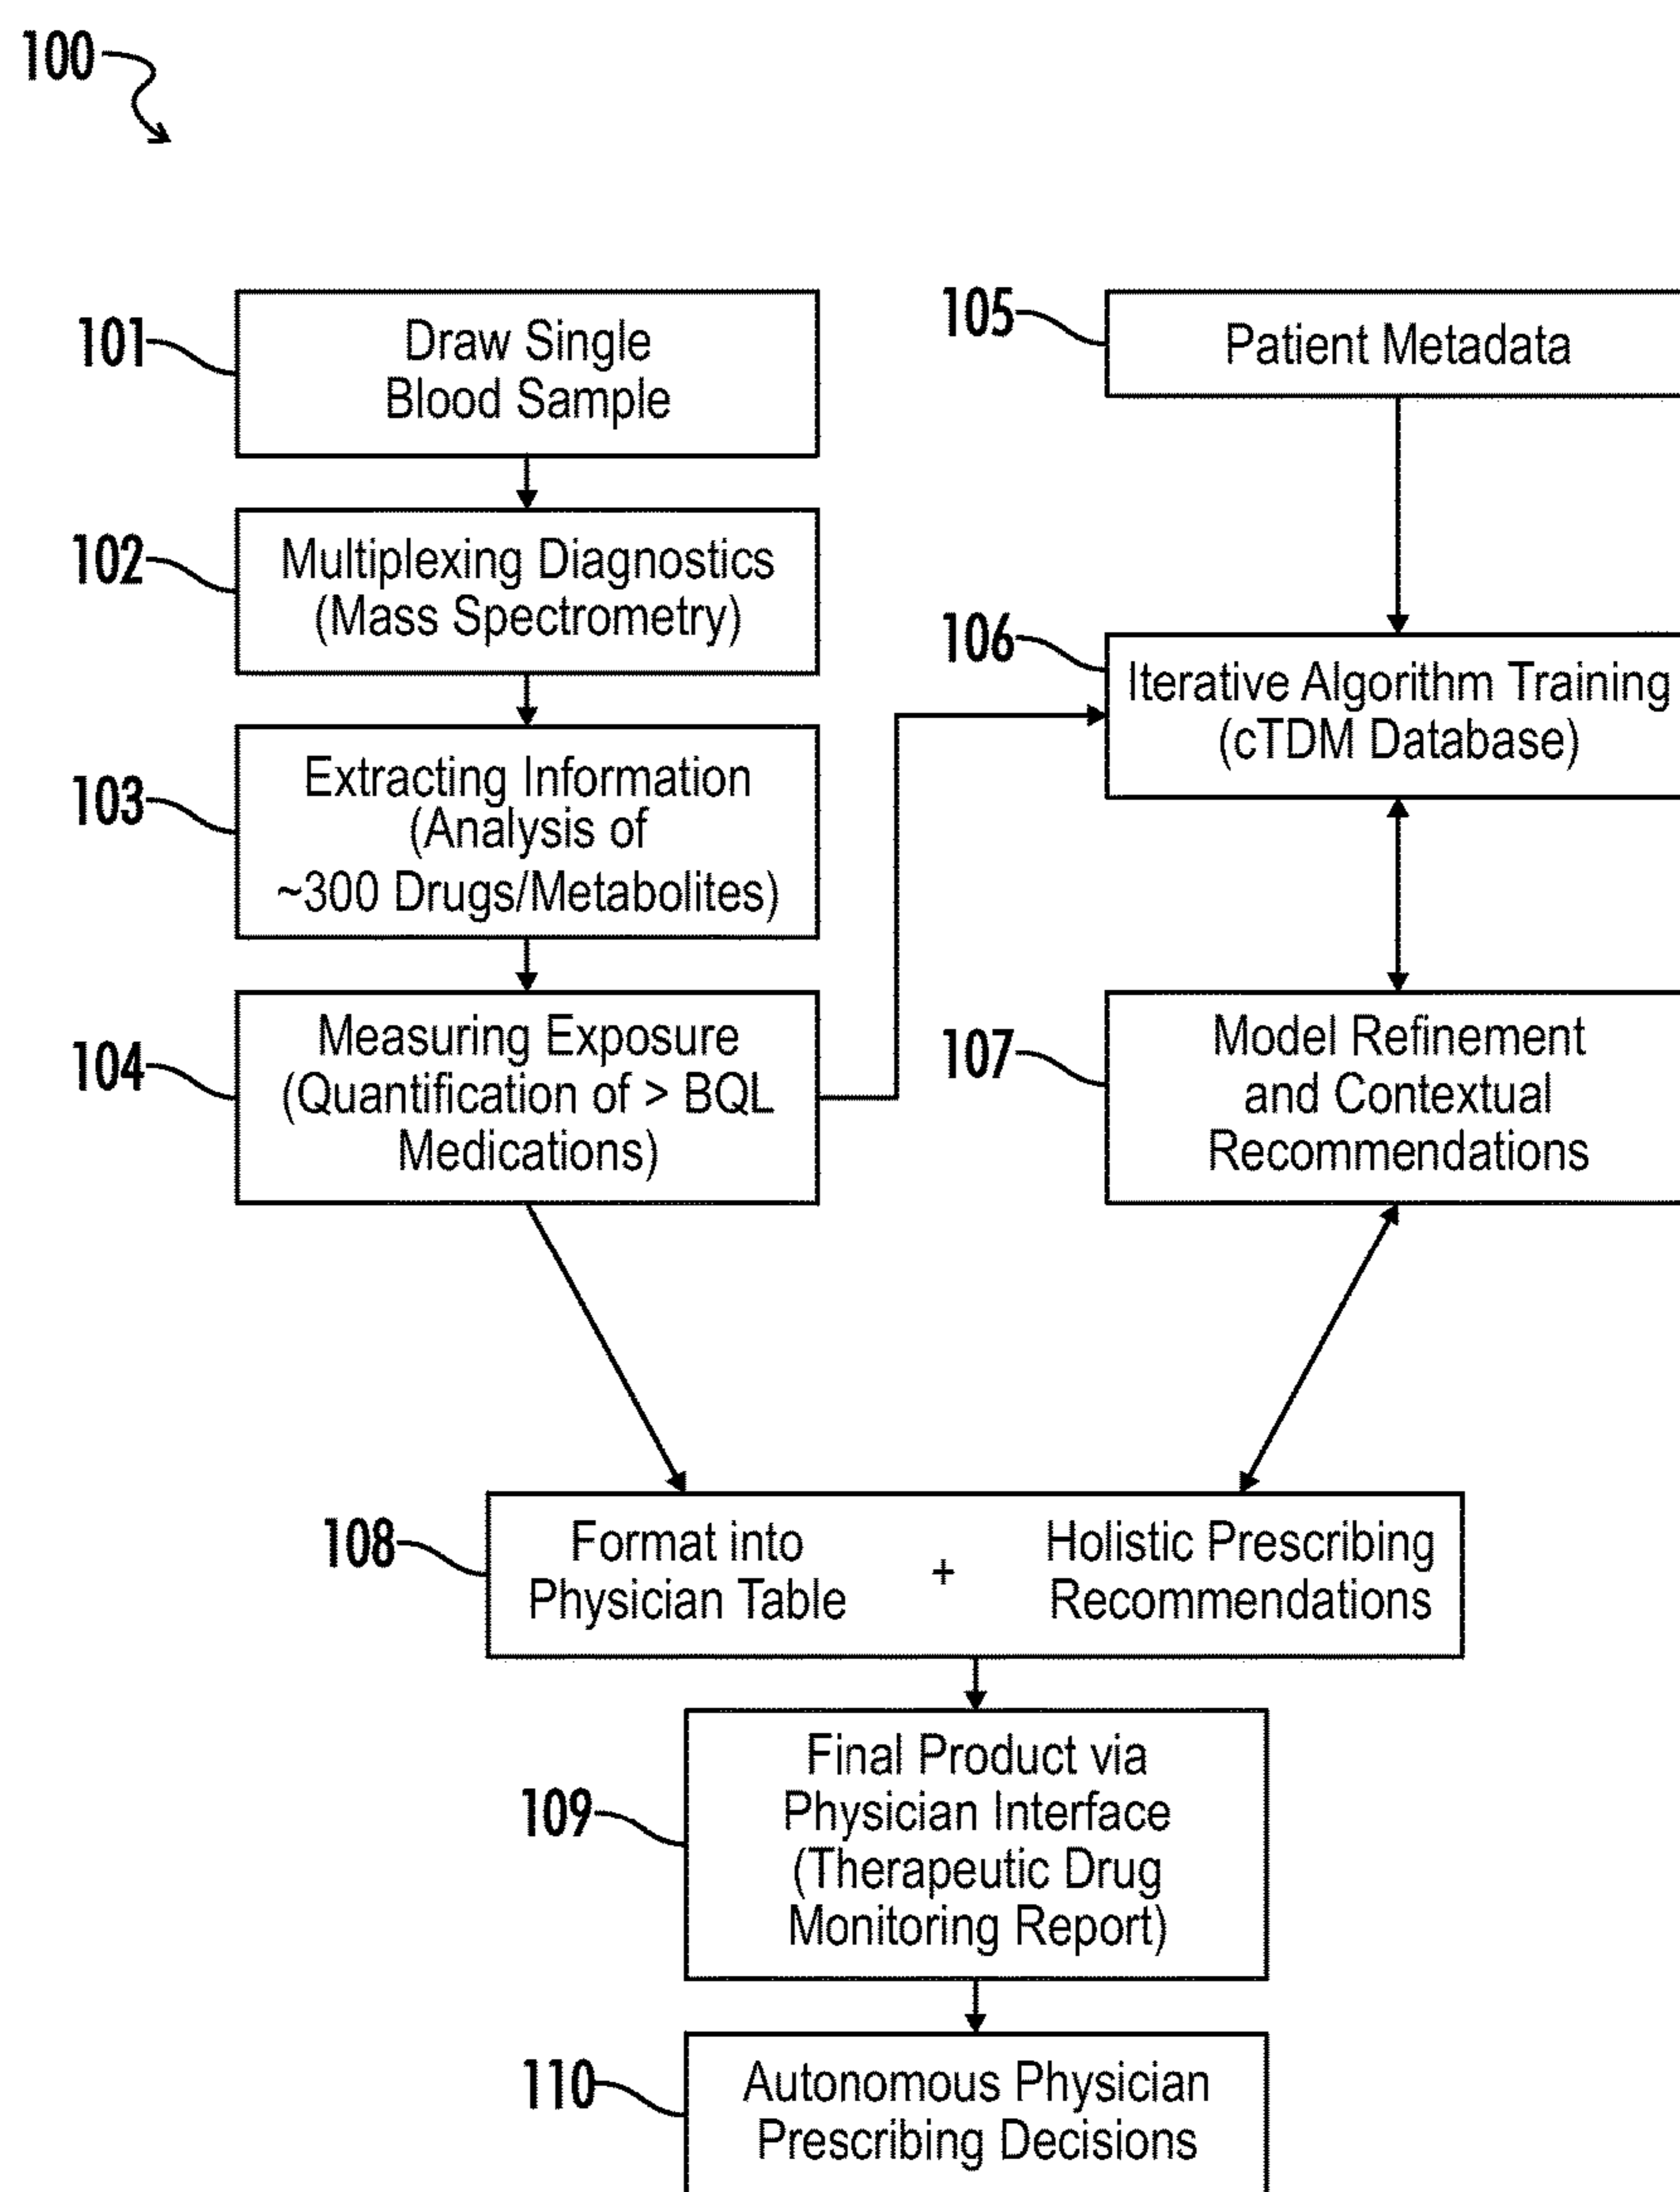 100
101
Draw Single
Blood Sample
102
Multiplexing Diagnostics
(Mass Spectrometry)
103
Extracting Information
(Analysis of
~300 Drugs/Metabolites)
104
Measuring Exposure
(Quantification of > BQL
Medications)
105
Patient Metadata
106
Iterative Algorithm Training
(cTDM Database)
107
Model Refinement
and Contextual
Recommendations
108
Format into
Physician Table
+
Holistic Prescribing
Recommendations
109
Final Product via
Physician Interface
(Therapeutic Drug
Monitoring Report)
110
Autonomous Physician
Prescribing Decisions